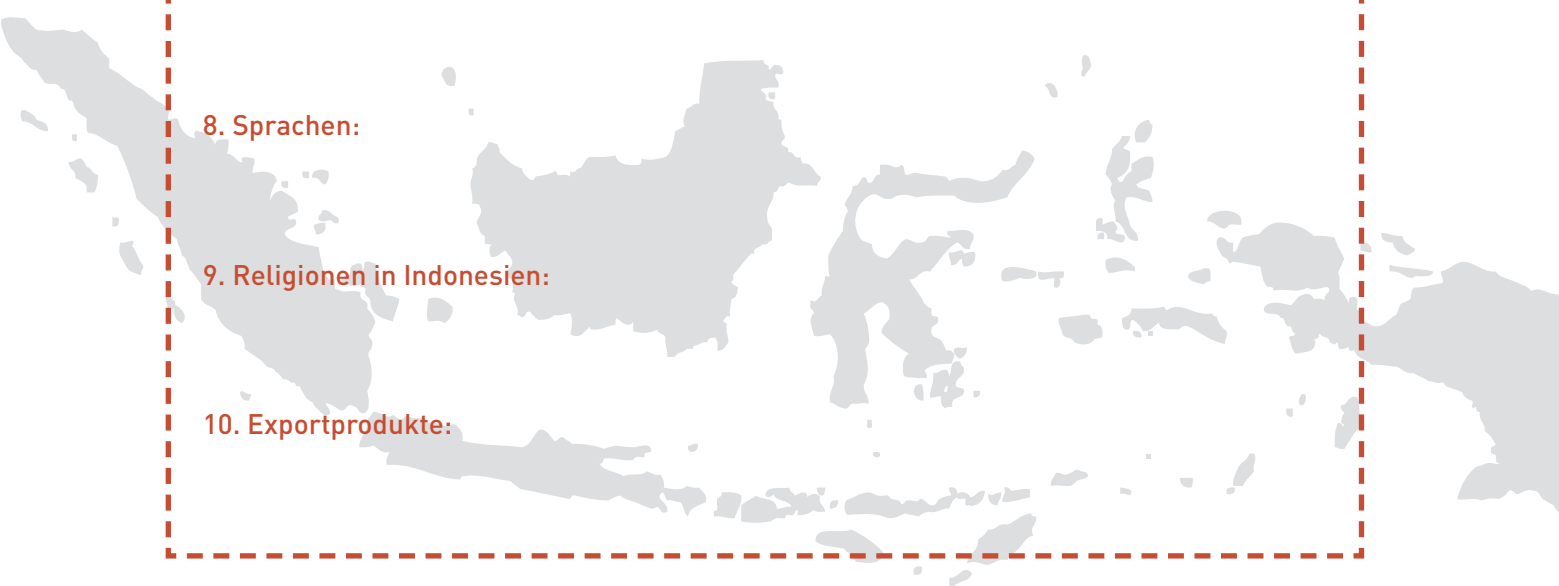 8. Sprachen:
9. Religionen in Indonesien:
10. Exportprodukte: